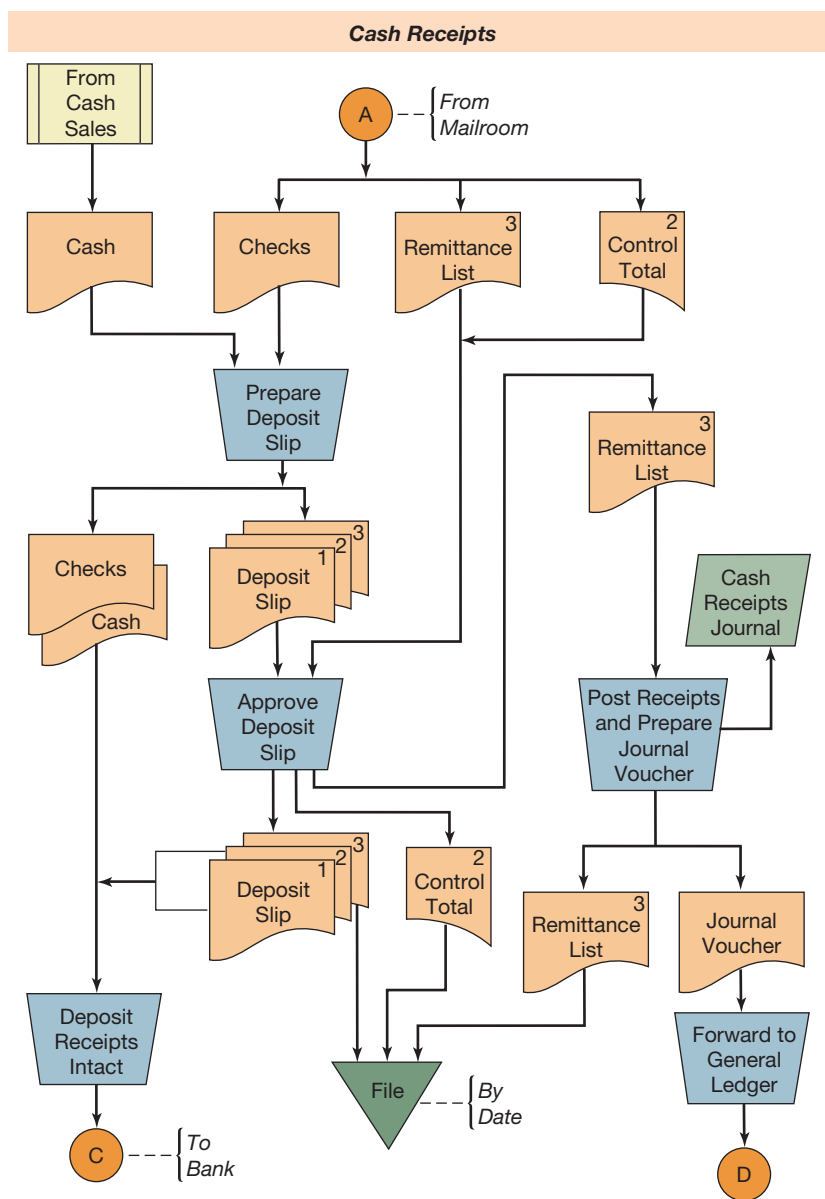 Cash Receipts
From
Cash
Sales
A
From
Mailroom
Cash
Checks
3
Remittance
List
2
Control
Total
Prepare
Deposit
Slip
3
Remittance
List
Checks
Cash
3
2
1
Deposit
Slip
Cash
Receipts
Journal
Approve
Deposit
Slip
Post Receipts
and Prepare
Journal
Voucher
3
2
1
Deposit
Slip
2
Control
Total
3
Remittance
List
Journal
Voucher
Deposit
Receipts
Intact
File
By
Date
Forward to
General
Ledger
C
To
Bank
D